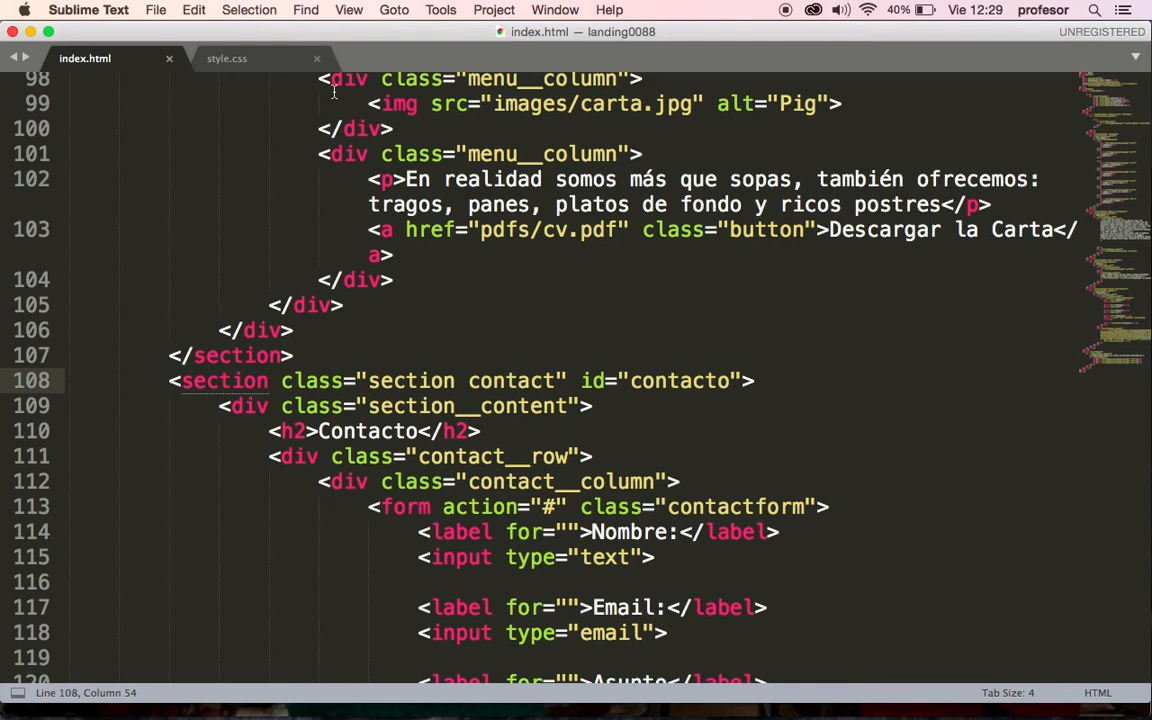 Sublime Text File Edit Selection Find View Goto Tools Project Window Help 40% Vie 12:29 profesor
index.html — landing0088 UNREGISTERED
index.html × style.css ×
98 <div class="menu__column">
99 <img src="images/carta.jpg" alt="Pig">
100 </div>
101 <div class="menu__column">
102 <p>En realidad somos más que sopas, también ofrecemos:
tragos, panes, platos de fondo y ricos postres</p>
103 <a href="pdfs/cv.pdf" class="button">Descargar la Carta</
a>
104 </div>
105 </div>
106 </div>
107 </section>
108 <section class="section contact" id="contacto">
109 <div class="section__content">
110 <h2>Contacto</h2>
111 <div class="contact__row">
112 <div class="contact__column">
113 <form action="#" class="contactform">
114 <label for="">Nombre:</label>
115 <input type="text">
116
117 <label for="">Email:</label>
118 <input type="email">
119
120 <label for="">Asunto</label>
Line 108, Column 54 Tab Size: 4 HTML